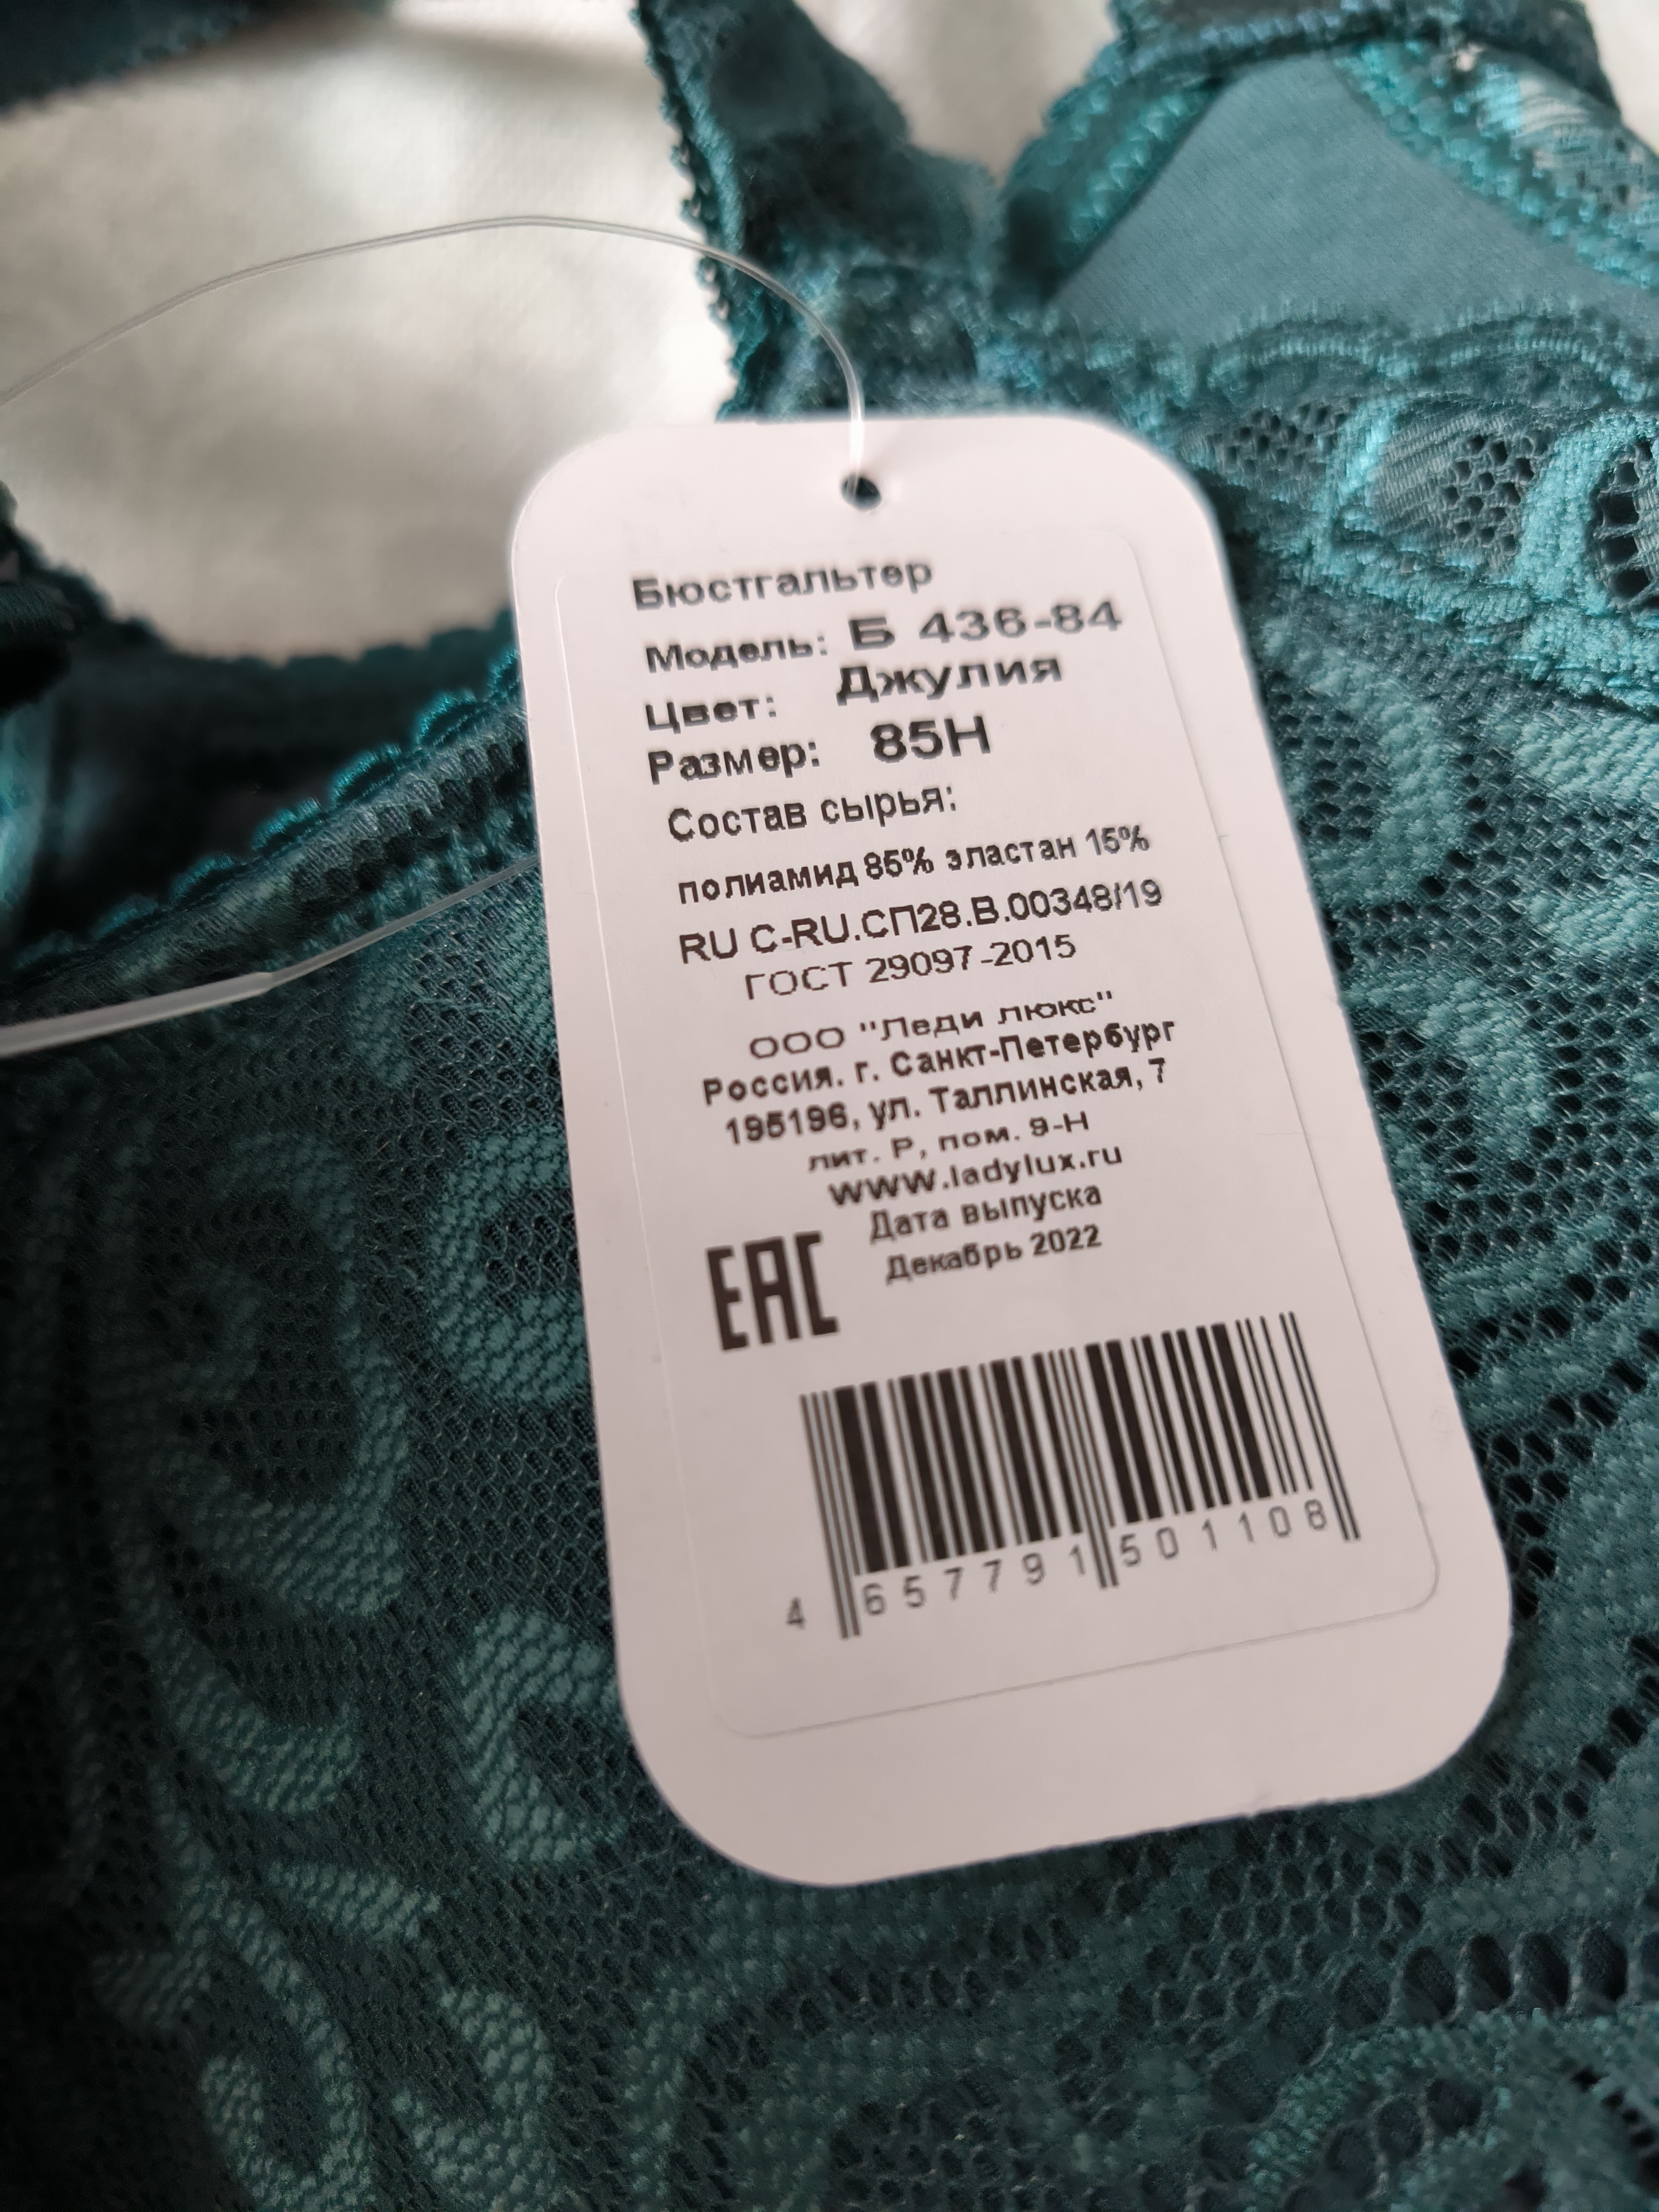 Бюстгальтер
Модель: Б 436-84
Цвет: Джулия
Размер: 85H
Состав сырья:
полиамид 85% эластан 15%
RU C-RU.СП28.В.00348/19
ГОСТ 29097-2015
ООО "Леди люкс"
Россия. г. Санкт-Петербург
195196, ул. Таллинская, 7
лит. Р, пом. 9-Н
www.ladylux.ru
Дата выпуска
Декабрь 2022
EAC
4 657791 501108